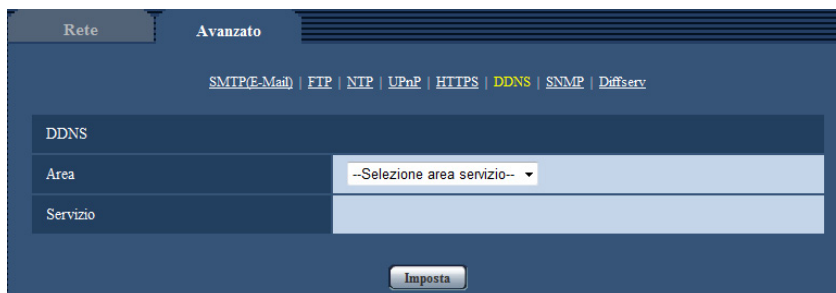 Rete Avanzato
SMTP(E-Mail) | FTP | NTP | UPnP | HTTPS | DDNS | SNMP | Diffserv
DDNS
Area --Selezione area servizio--
Servizio
Imposta